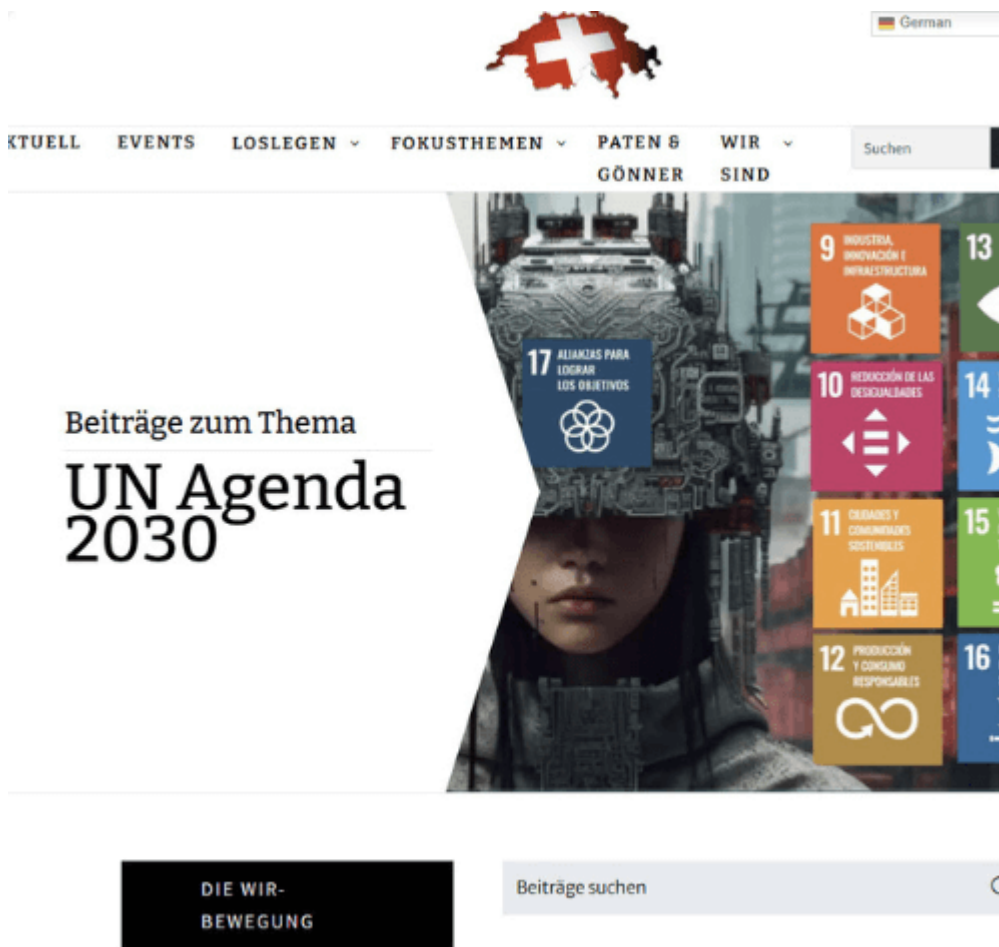 German
KTUELL EVENTS LOSLEGEN FOKUSTHEMEN PATEN & GÖNNER WIR SIND
Suchen
Beiträge zum Thema
UN Agenda
2030
17 ALIANZAS PARA
LOGRAR
LOS OBJETIVOS
9 INDUSTRIA,
INNOVACIÓN E
INFRAESTRUCTURA
13
10 REDUCCIÓN DE LAS
DESIGUALDADES
14
11 CIUDADES Y
COMUNIDADES
SOSTENIBLES
15
12 PRODUCCIÓN
Y CONSUMO
RESPONSABLES
16
DIE WIR-
BEWEGUNG
Beiträge suchen